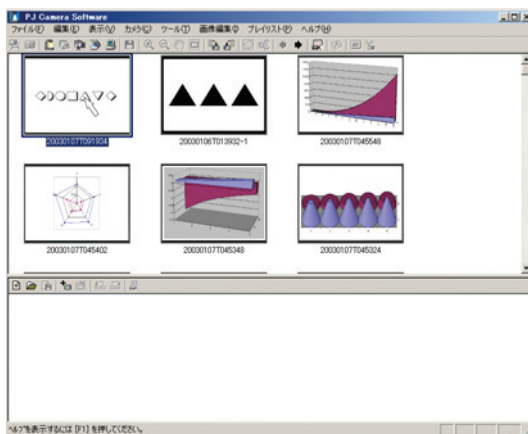 PJ Camera Software
ファイル(F) 編集(E) 表示(V) カメラ(C) ツール(T) 画像編集(I) プレイリスト(P) ヘルプ(H)
20030107T091934 20030106T013932-1 20030107T045548
20030107T045402 20030107T045348 20030107T045324
ヘルプを表示するには [F1] を押してください。